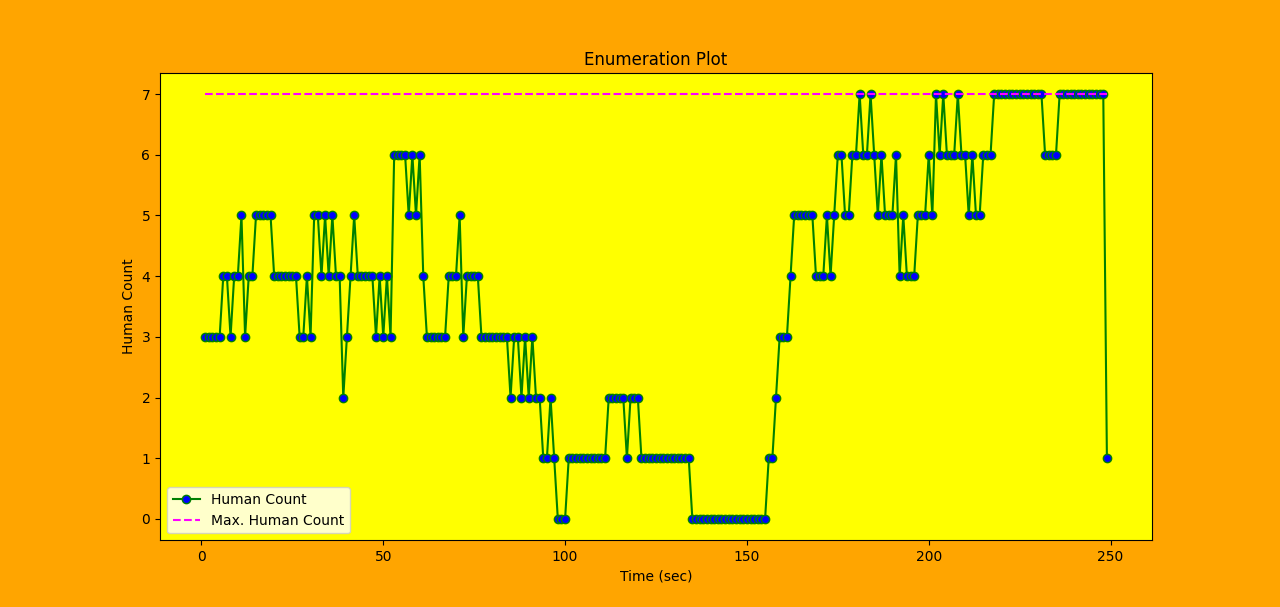 Enumeration Plot
Human Count
7
6
5
4
3
2
1
0
Human Count
Max. Human Count
0 50 100 150 200 250
Time (sec)